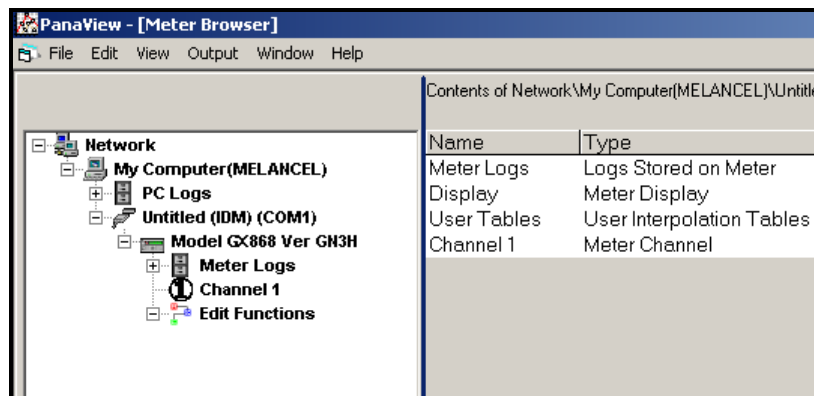 PanaView - [Meter Browser]
File Edit View Output Window Help
Contents of Network\My Computer(MELANCEL)\Untitle
Network
My Computer(MELANCEL)
PC Logs
Untitled (IDM) (COM1)
Model GX868 Ver GN3H
Meter Logs
1 Channel 1
Edit Functions
Name Type
Meter Logs Logs Stored on Meter
Display Meter Display
User Tables User Interpolation Tables
Channel 1 Meter Channel